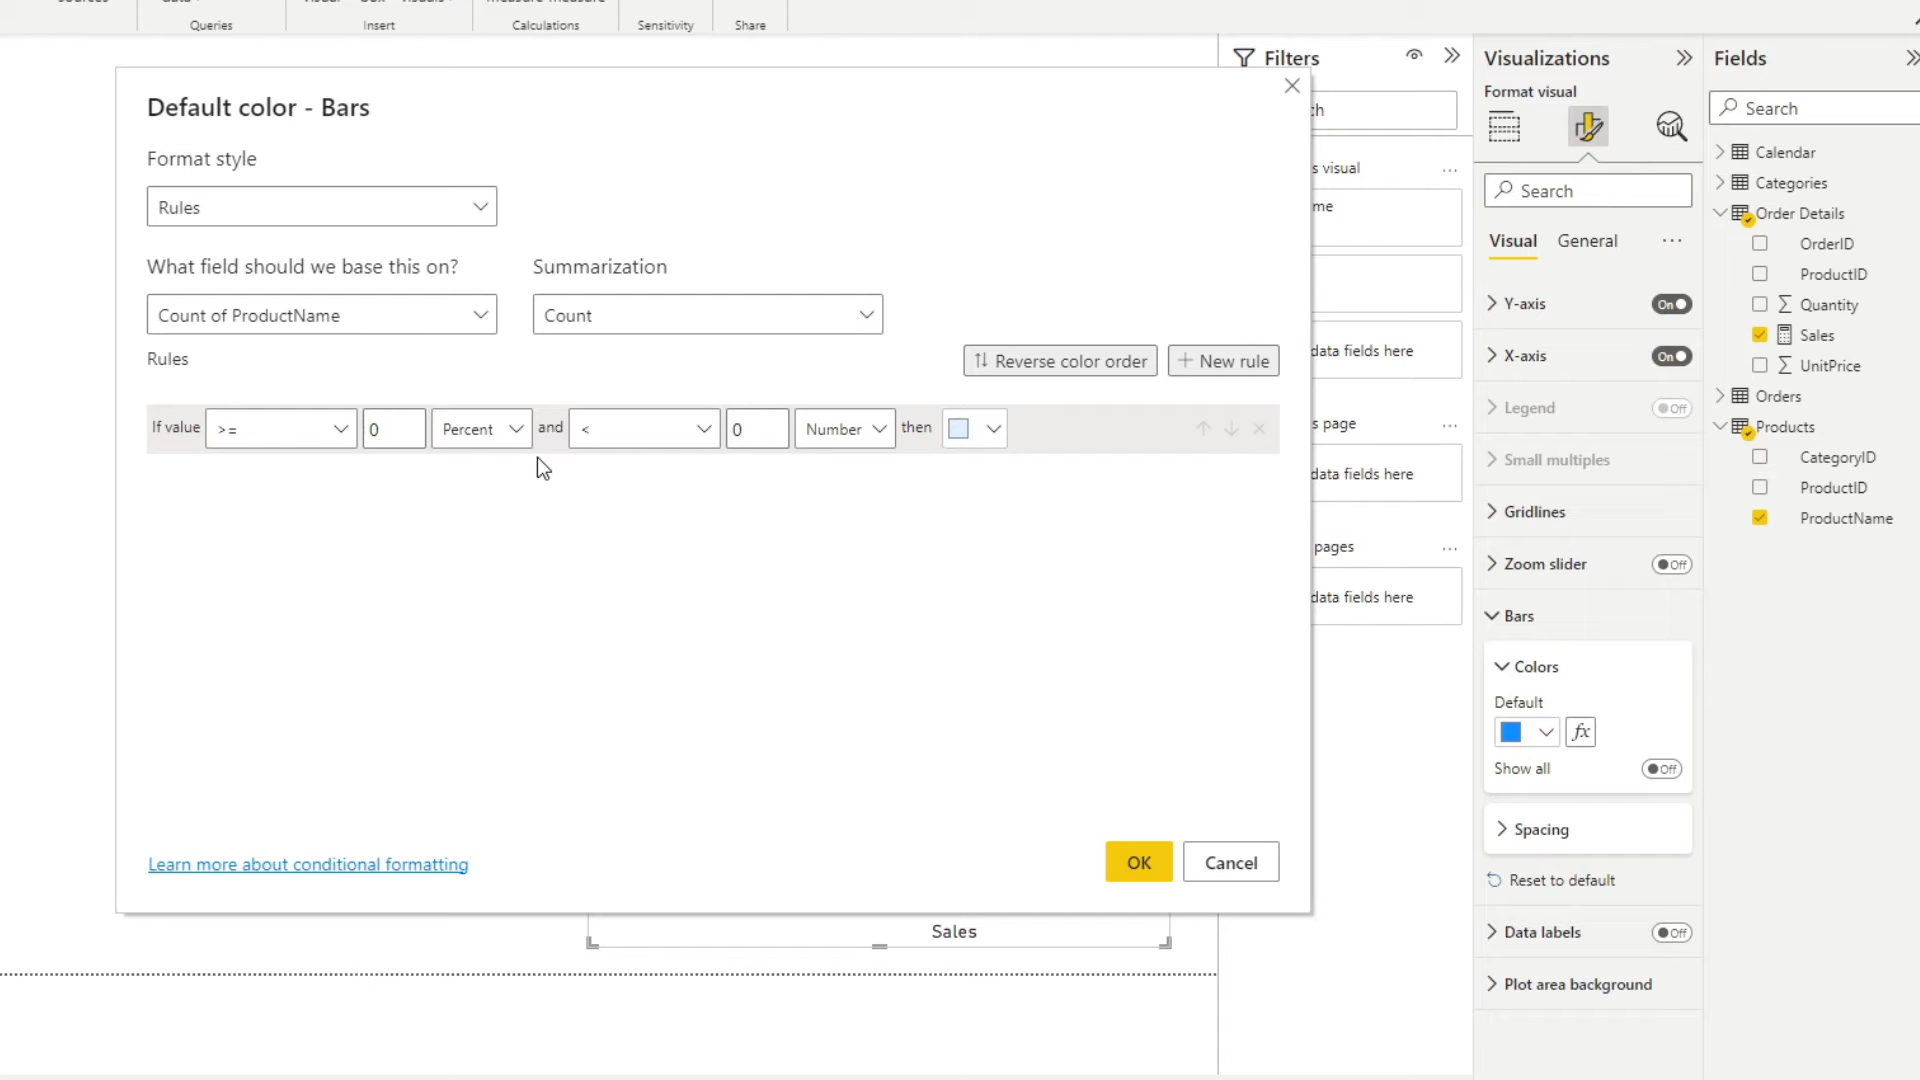 Queries
Insert
Calculations
Sensitivity
Share
Default color - Bars
Format style
Rules
What field should we base this on?
Summarization
Count of ProductName
Count
Rules
Reverse color order
New rule
If value >= 0 Percent and < 0 Number then
Learn more about conditional formatting
OK
Cancel
Sales
Filters
s visual
me
data fields here
s page
data fields here
pages
data fields here
Visualizations
Format visual
Search
Visual
General
Y-axis
On
X-axis
On
Legend
Off
Small multiples
Gridlines
Zoom slider
Off
Bars
Colors
Default
fx
Show all
Off
Spacing
Reset to default
Data labels
Off
Plot area background
Fields
Search
Calendar
Categories
Order Details
OrderID
ProductID
Quantity
Sales
UnitPrice
Orders
Products
CategoryID
ProductID
ProductName